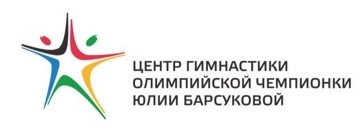 ЦЕНТР ГИМНАСТИКИ
ОЛИМПИЙСКОЙ ЧЕМПИОНКИ
ЮЛИИ БАРСУКОВОЙ